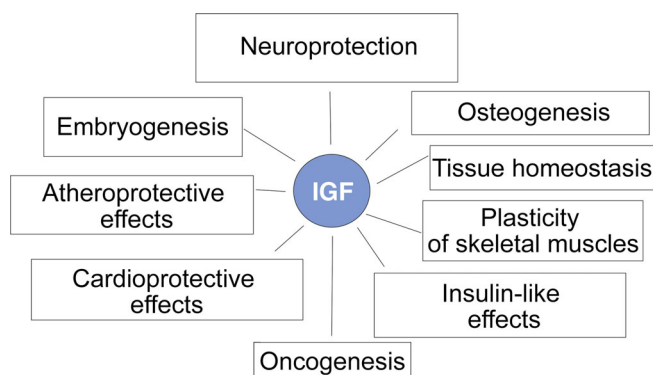 Neuroprotection
Osteogenesis
Embryogenesis
Tissue homeostasis
IGF
Atheroprotective
effects
Plasticity
of skeletal muscles
Cardioprotective
effects
Insulin-like
effects
Oncogenesis